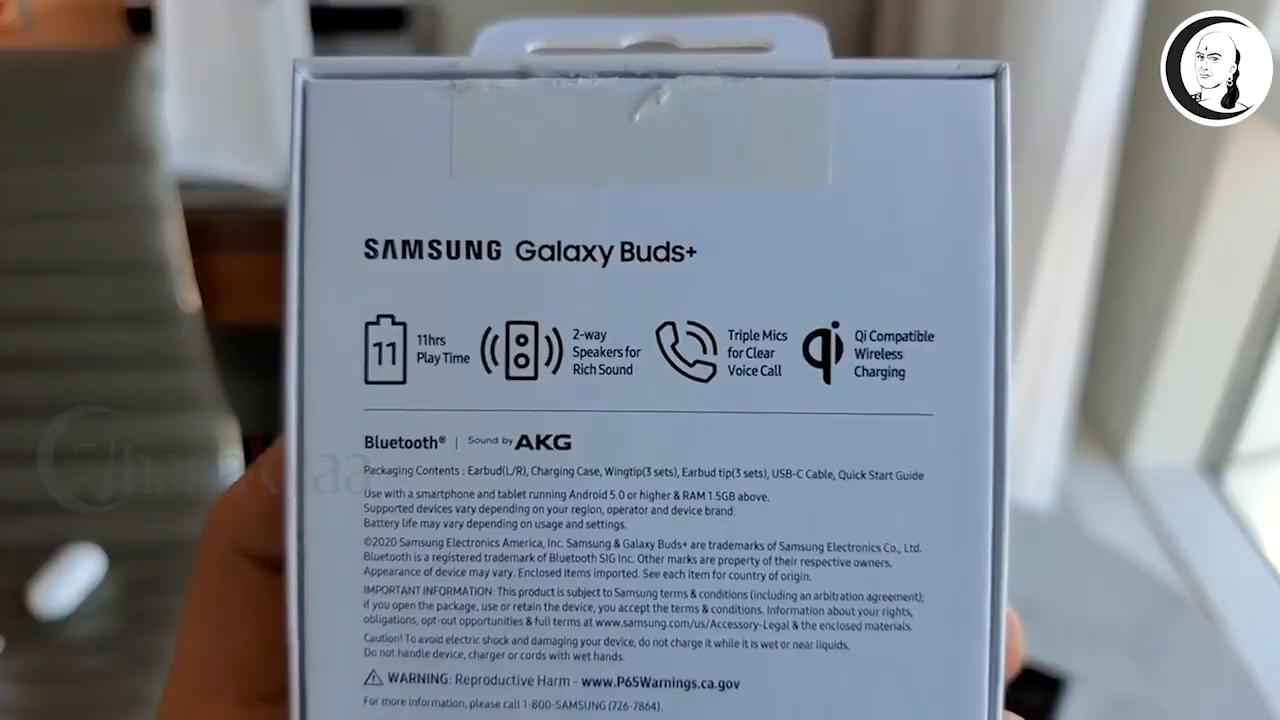 SAMSUNG Galaxy Buds+
11
11hrs
Play Time
2-way
Speakers for
Rich Sound
Triple Mics
for Clear
Voice Call
qi
Qi Compatible
Wireless
Charging
Bluetooth® | Sound by AKG
Packaging Contents : Earbud(L/R), Charging Case, Wingtip(3 sets), Earbud tip(3 sets), USB-C Cable, Quick Start Guide
Use with a smartphone and tablet running Android 5.0 or higher & RAM 1.5GB above.
Supported devices vary depending on your region, operator and device brand.
Battery life may vary depending on usage and settings.
©2020 Samsung Electronics America, Inc. Samsung & Galaxy Buds+ are trademarks of Samsung Electronics Co., Ltd.
Bluetooth is a registered trademark of Bluetooth SIG Inc. Other marks are property of their respective owners.
Appearance of device may vary. Enclosed items imported. See each item for country of origin.
IMPORTANT INFORMATION: This product is subject to Samsung terms & conditions (including an arbitration agreement);
if you open the package, use or retain the device, you accept the terms & conditions. Information about your rights,
obligations, opt-out opportunities & full terms at www.samsung.com/us/Accessory-Legal & the enclosed materials.
Caution! To avoid electric shock and damaging your device, do not charge it while it is wet or near liquids.
Do not handle device, charger or cords with wet hands.
WARNING: Reproductive Harm - www.P65Warnings.ca.gov
For more information, please call 1-800-SAMSUNG (726-7864).